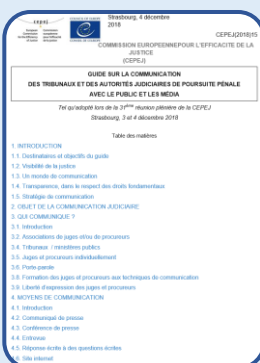 Strasbourg, 4 décembre
2018
CEPEJ(2018)15
COMMISSION EUROPEENNEPOUR L'EFFICACITE DE LA
JUSTICE
(CEPEJ)
GUIDE SUR LA COMMUNICATION
DES TRIBUNAUX ET DES AUTORITÉS JUDICIAIRES DE POURSUITE PÉNALE
AVEC LE PUBLIC ET LES MÉDIA
Tel qu'adopté lors de la 31ème réunion plénière de la CEPEJ
Strasbourg, 3 et 4 décembre 2018
Table des matières
1. INTRODUCTION
1.1. Destinataires et objectifs du guide
1.2. Visibilité de la justice
1.3. Un monde de communication
1.4. Transparence, dans le respect des droits fondamentaux
1.5. Stratégie de communication
2. OBJET DE LA COMMUNICATION JUDICIAIRE
3. QUI COMMUNIQUE ?
3.1. Introduction
3.2. Associations de juges et/ou de procureurs
3.4. Tribunaux / ministères publics
3.5. Juges et procureurs individuellement
3.6. Porte-parole
3.8. Formation des juges et procureurs aux techniques de communication
3.9. Liberté d'expression des juges et procureurs
4. MOYENS DE COMMUNICATION
4.1. Introduction
4.2. Communiqué de presse
4.3. Conférence de presse
4.4. Entrevue
4.5. Réponse écrite à des questions écrites
4.6. Site internet